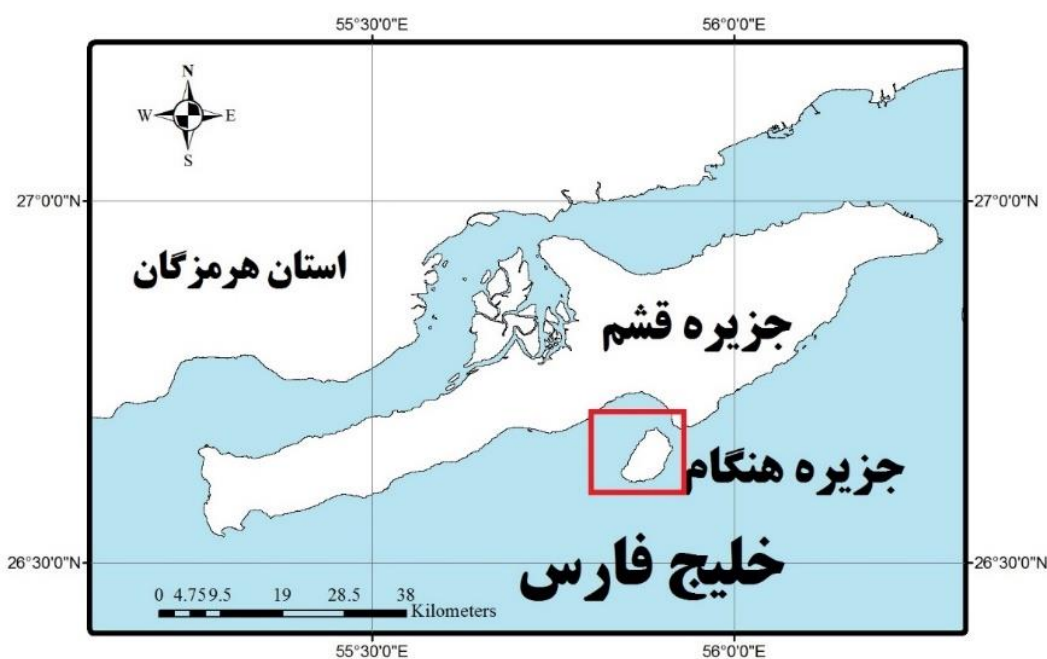 55°30'0"E 56°0'0"E
N
W E
S
27°0'0"N 27°0'0"N
استان هرمزگان
جزیره قشم
جزیره هنگام
خلیج فارس
26°30'0"N 26°30'0"N
0 4.75 9.5 19 28.5 38
Kilometers
55°30'0"E 56°0'0"E